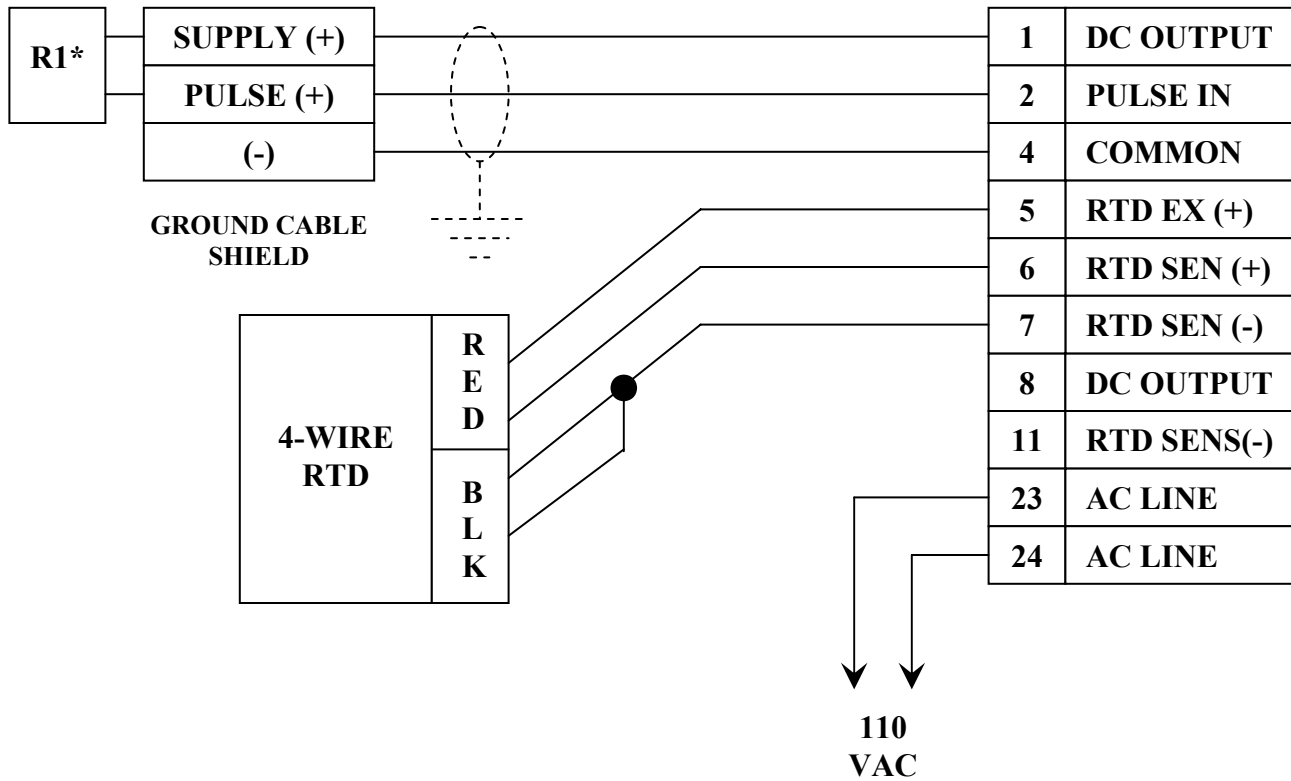 R1*
SUPPLY (+)
PULSE (+)
(-)
GROUND CABLE
SHIELD
4-WIRE
RTD
R
E
D
B
L
K
1 DC OUTPUT
2 PULSE IN
4 COMMON
5 RTD EX (+)
6 RTD SEN (+)
7 RTD SEN (-)
8 DC OUTPUT
11 RTD SENS(-)
23 AC LINE
24 AC LINE
110
VAC